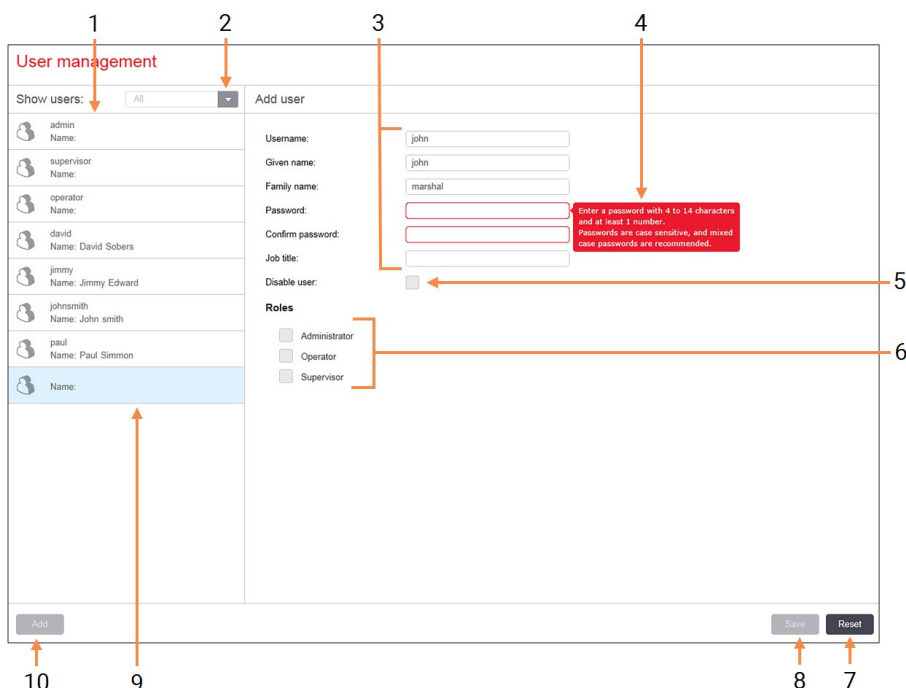 1 2 3 4
User management
Show users: All Add user
admin
Name:
supervisor
Name:
operator
Name:
david
Name: David Sobers
jimmy
Name: Jimmy Edward
johnsmith
Name: John smith
paul
Name: Paul Simmon
Name:
Username: john
Given name: john
Family name: marshal
Password:
Enter a password with 4 to 14 characters
and at least 1 number.
Passwords are case sensitive, and mixed
case passwords are recommended.
Confirm password:
Job title:
Disable user:
5
Roles
Administrator
Operator
Supervisor
6
Add Save Reset
10 9 8 7